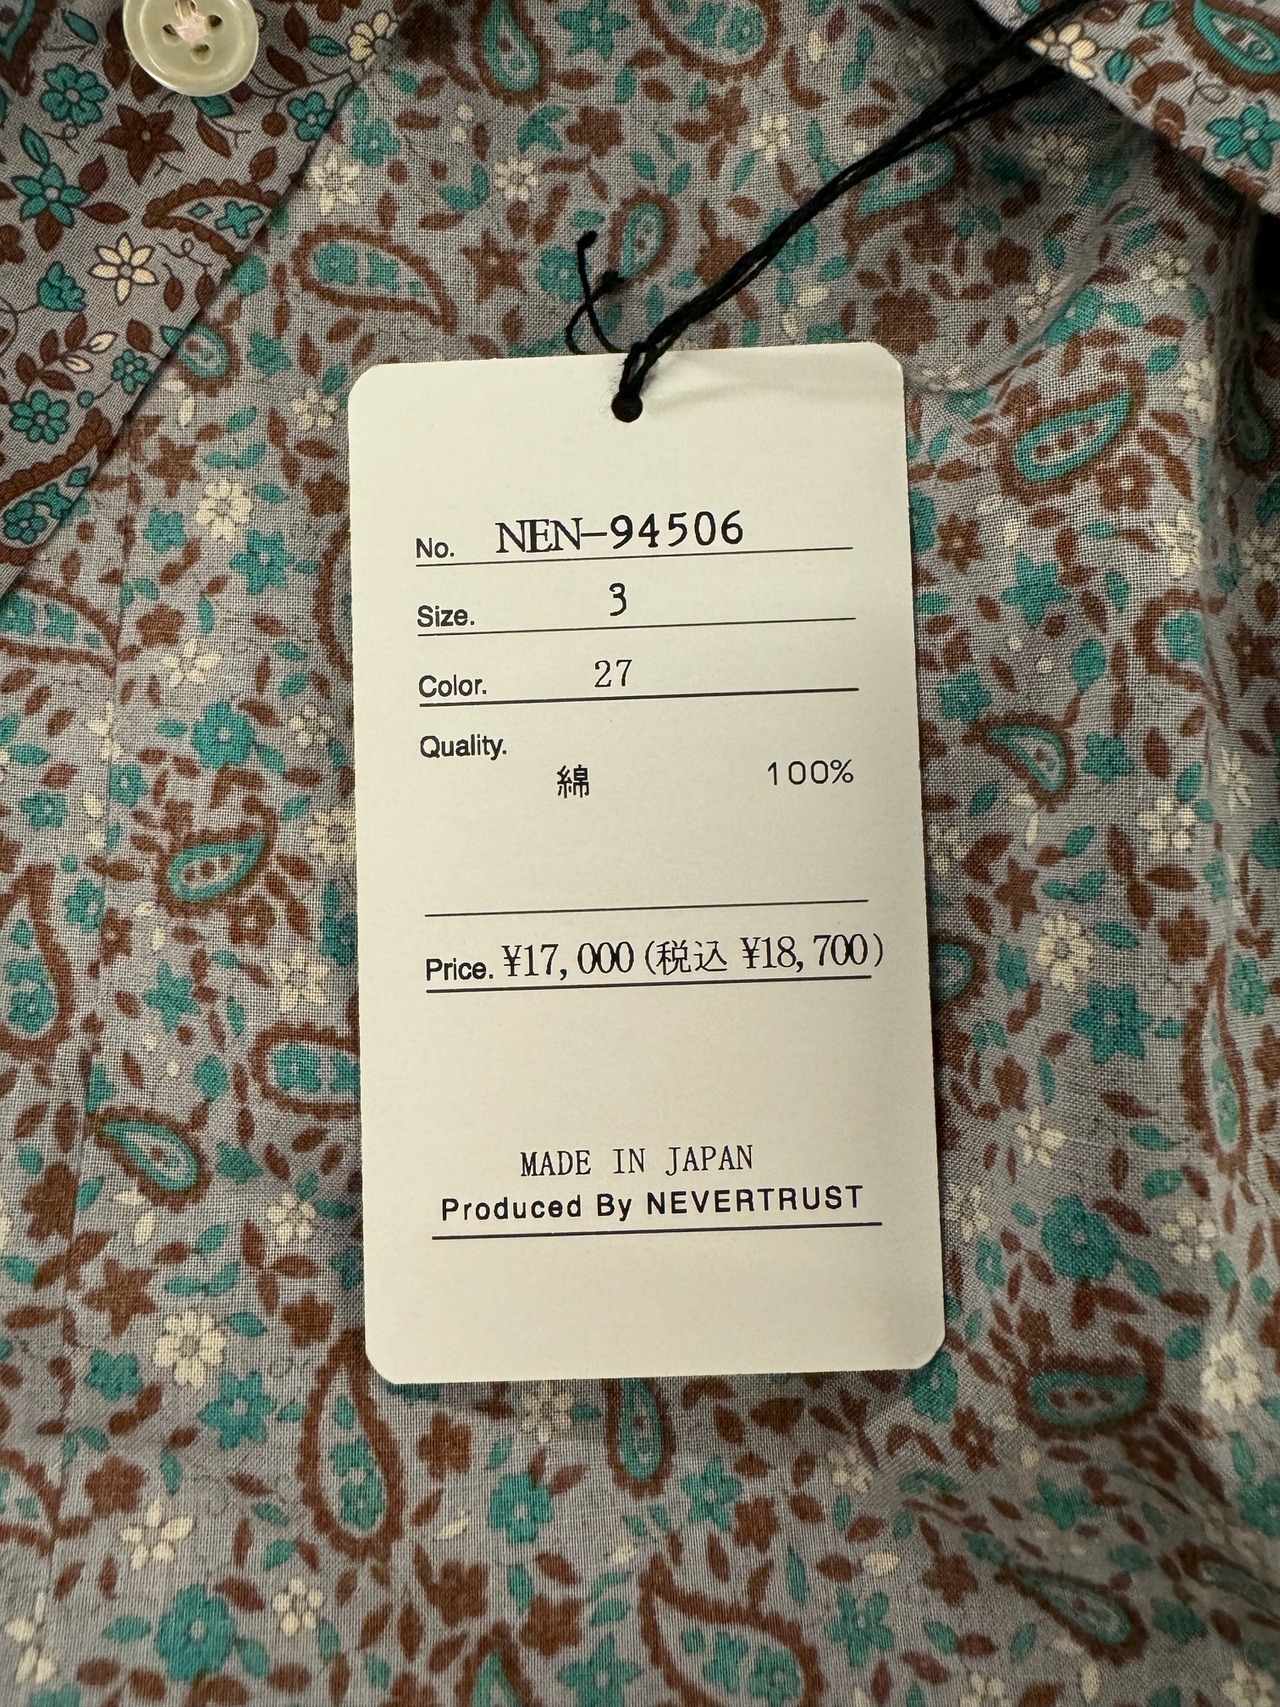 No. NEN-94506
Size. 3
Color. 27
Quality.
綿 100%
Price. ¥17,000(税込 ¥18,700)
MADE IN JAPAN
Produced By NEVERTRUST